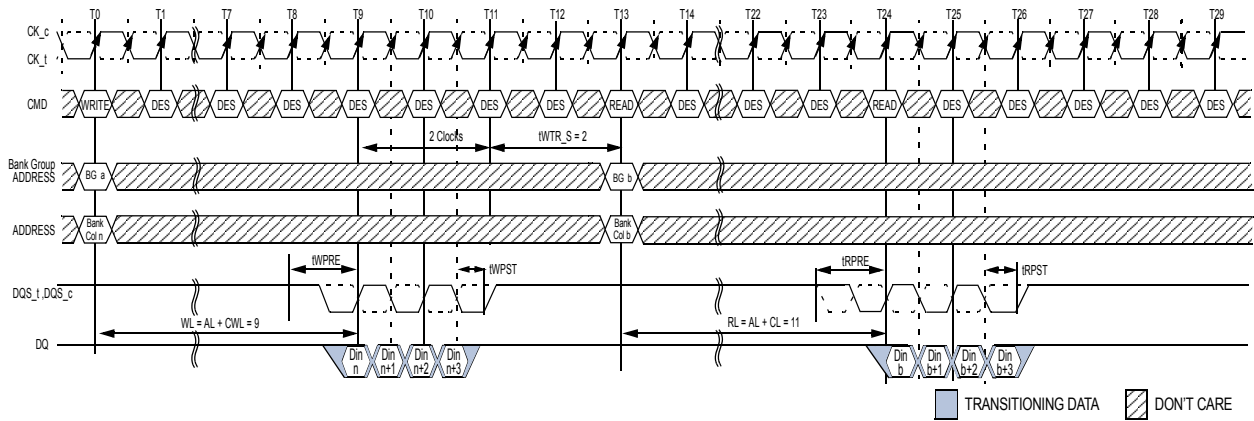 T0 T1 T7 T8 T9 T10 T11 T12 T13 T14 T22 T23 T24 T25 T26 T27 T28 T29
CK_c
CK_t
CMD WRITE DES DES DES DES DES DES DES READ DES DES DES READ DES DES DES DES DES
2 Clocks tWTR_S = 2
Bank Group
ADDRESS BG a BG b
ADDRESS Bank Col n Bank Col b
tWPRE tWPST tRPRE tRPST
DQS_t ,DQS_c
WL = AL + CWL = 9 RL = AL + CL = 11
DQ Din n Din n+1 Din n+2 Din n+3 Din b Din b+1 Din b+2 Din b+3
TRANSITIONING DATA DON'T CARE